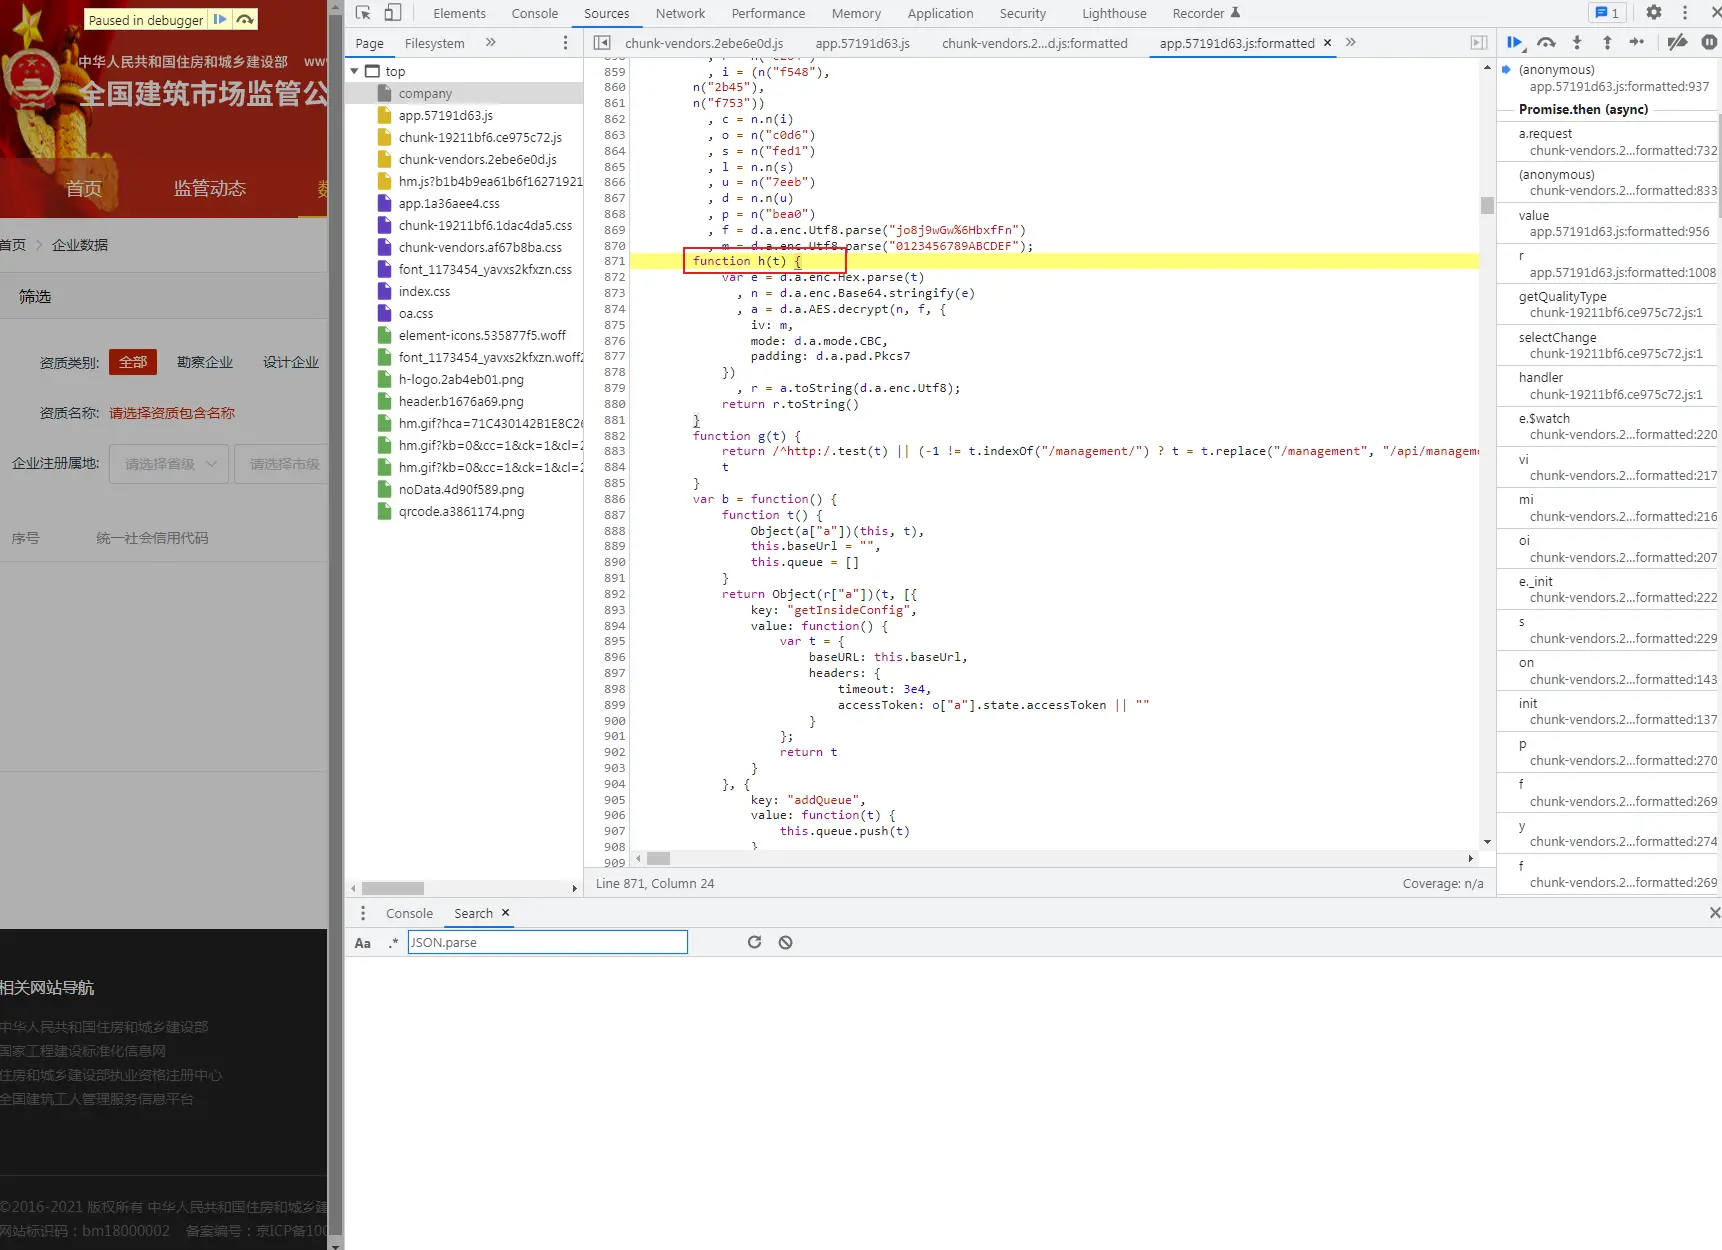 Paused in debugger
中华人民共和国住房和城乡建设部 www
全国建筑市场监管公
首页 监管动态 数
首页 企业数据
筛选
资质类别: 全部 勘察企业 设计企业
资质名称: 请选择资质包含名称
企业注册属地: 请选择省级 请选择市级
序号 统一社会信用代码
相关网站导航
中华人民共和国住房和城乡建设部
国家工程建设标准化信息网
住房和城乡建设部执业资格注册中心
全国建筑工人管理服务信息平台
©2016-2021 版权所有 中华人民共和国住房和城乡建
网站标识码：bm18000002 备案编号：京ICP备100
Elements Console Sources Network Performance Memory Application Security Lighthouse Recorder 1
Page Filesystem
top
company
app.57191d63.js
chunk-19211bf6.ce975c72.js
chunk-vendors.2ebe6e0d.js
hm.js?b1b4b9ea61b6f16271921
app.1a36aee4.css
chunk-19211bf6.1dac4da5.css
chunk-vendors.af67b8ba.css
font_1173454_yavxs2kfxzn.css
index.css
oa.css
element-icons.535877f5.woff
font_1173454_yavxs2kfxzn.woff2
h-logo.2ab4eb01.png
header.b1676a69.png
hm.gif?hca=71C430142B1E8C26
hm.gif?kb=0&cc=1&ck=1&cl=2
hm.gif?kb=0&cc=1&ck=1&cl=2
noData.4d90f589.png
qrcode.a3861174.png
chunk-vendors.2ebe6e0d.js app.57191d63.js chunk-vendors.2...d.js:formatted app.57191d63.js:formatted ×
859 , i = (n("f548"),
860 n("2b45"),
861 n("f753"))
862 , c = n.n(i)
863 , o = n("c0d6")
864 , s = n("fed1")
865 , l = n.n(s)
866 , u = n("7eeb")
867 , d = n.n(u)
868 , p = n("bea0")
869 , f = d.a.enc.Utf8.parse("jo8j9wGw%6HbxfFn")
870 , m = d.a.enc.Utf8.parse("0123456789ABCDEF");
871 function h(t) {
872 var e = d.a.enc.Hex.parse(t)
873 , n = d.a.enc.Base64.stringify(e)
874 , a = d.a.AES.decrypt(n, f, {
875 iv: m,
876 mode: d.a.mode.CBC,
877 padding: d.a.pad.Pkcs7
878 })
879 , r = a.toString(d.a.enc.Utf8);
880 return r.toString()
881 }
882 function g(t) {
883 return /^http:/.test(t) || (-1 != t.indexOf("/management/") ? t = t.replace("/management", "/api/manageme
884 t
885 }
886 var b = function() {
887 function t() {
888 Object(a["a"])(this, t),
889 this.baseUrl = "",
890 this.queue = []
891 }
892 return Object(r["a"])(t, [{
893 key: "getInsideConfig",
894 value: function() {
895 var t = {
896 baseURL: this.baseUrl,
897 headers: {
898 timeout: 3e4,
899 accessToken: o["a"].state.accessToken || ""
900 }
901 };
902 return t
903 }
904 }, {
905 key: "addQueue",
906 value: function(t) {
907 this.queue.push(t)
908 }
909
Line 871, Column 24 Coverage: n/a
(anonymous)
app.57191d63.js:formatted:937
Promise.then (async)
a.request
chunk-vendors.2...formatted:732
(anonymous)
chunk-vendors.2...formatted:833
value
app.57191d63.js:formatted:956
r
app.57191d63.js:formatted:1008
getQualityType
chunk-19211bf6.ce975c72.js:1
selectChange
chunk-19211bf6.ce975c72.js:1
handler
chunk-19211bf6.ce975c72.js:1
e.$watch
chunk-vendors.2...formatted:220
vi
chunk-vendors.2...formatted:217
mi
chunk-vendors.2...formatted:216
oi
chunk-vendors.2...formatted:207
e._init
chunk-vendors.2...formatted:222
s
chunk-vendors.2...formatted:229
on
chunk-vendors.2...formatted:143
init
chunk-vendors.2...formatted:137
p
chunk-vendors.2...formatted:270
f
chunk-vendors.2...formatted:269
y
chunk-vendors.2...formatted:274
f
chunk-vendors.2...formatted:269
Console Search ×
Aa .* JSON.parse